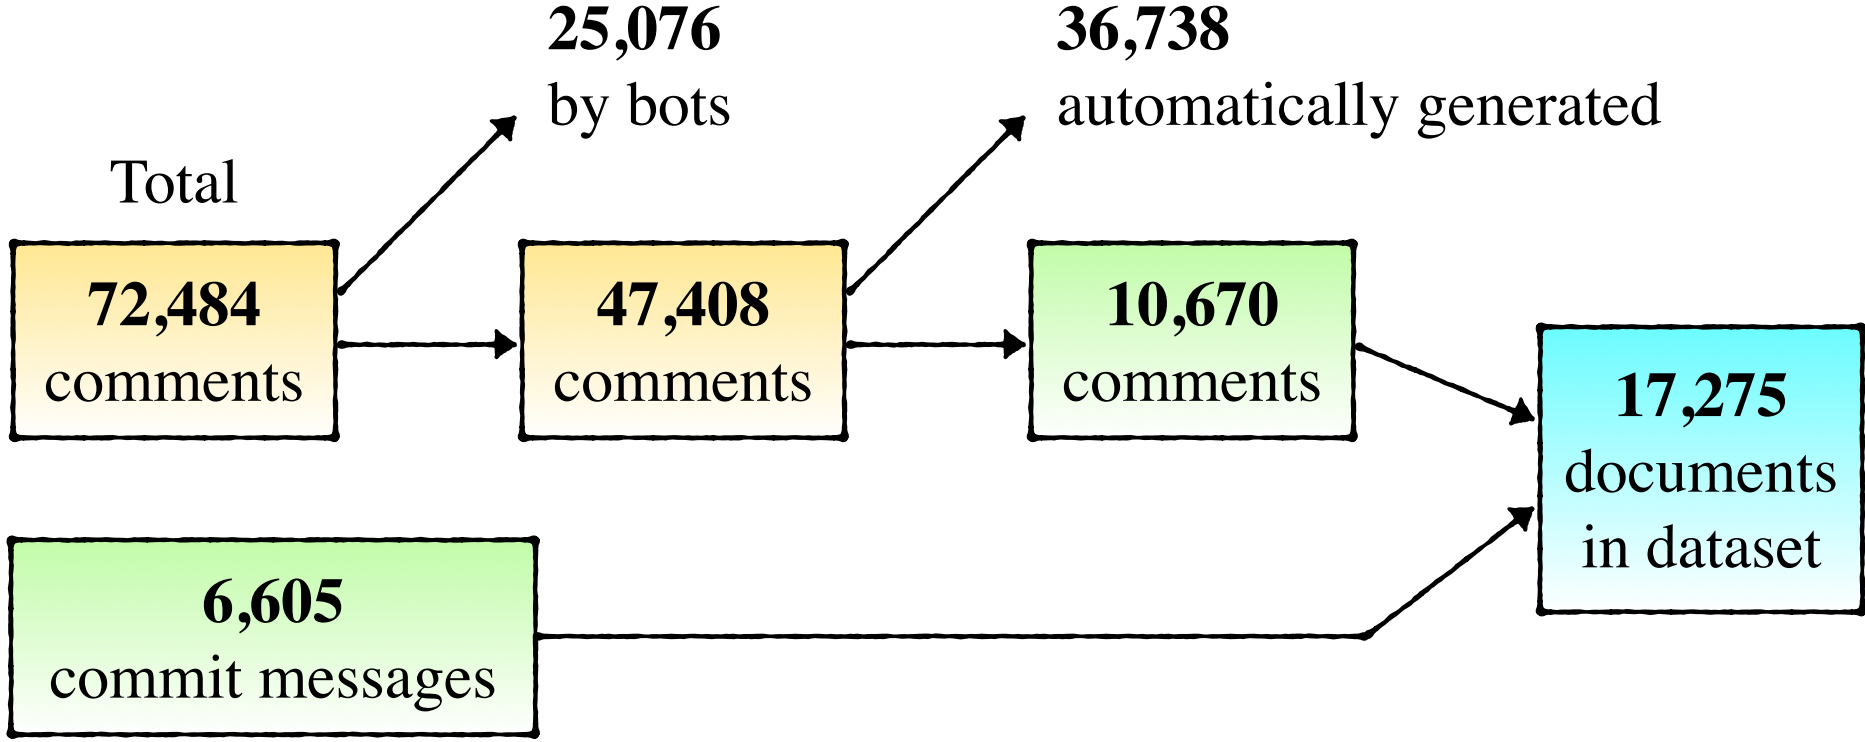 25,076
by bots
36,738
automatically generated
Total
72,484
comments
47,408
comments
10,670
comments
17,275
documents
in dataset
6,605
commit messages